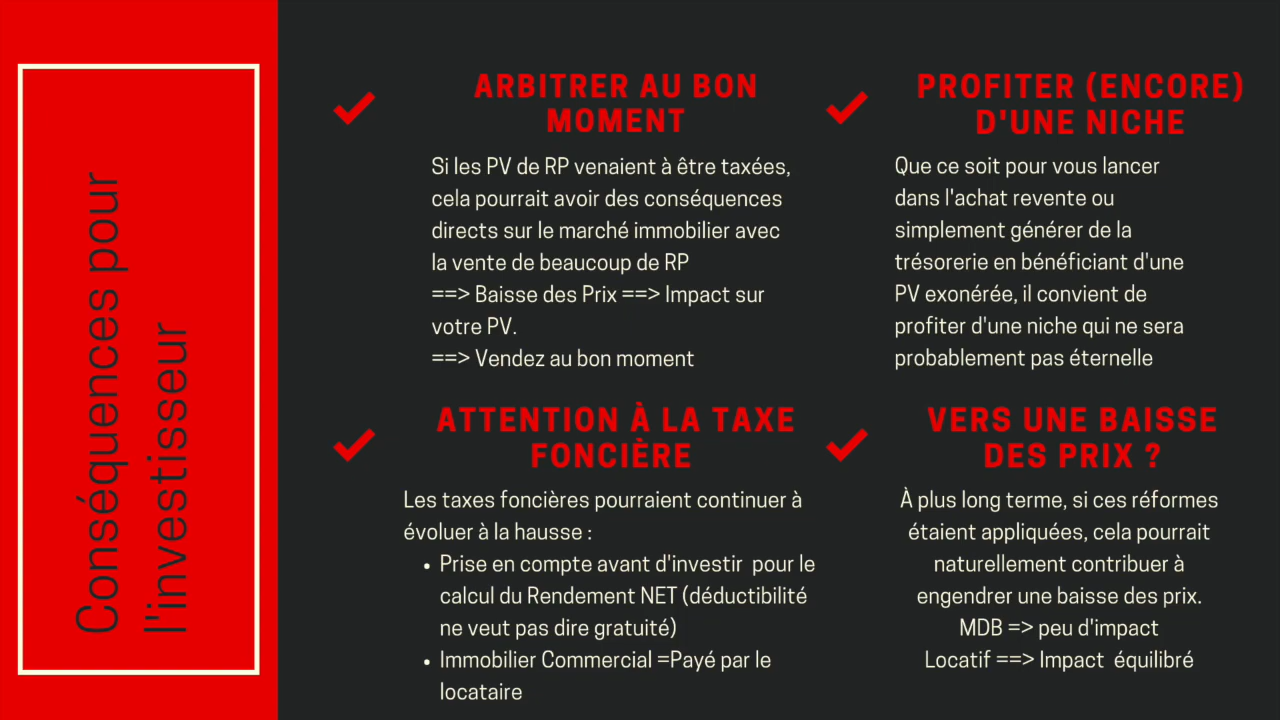 Conséquences pour
l'investisseur
ARBITRER AU BON
MOMENT
Si les PV de RP venaient à être taxées,
cela pourrait avoir des conséquences
directs sur le marché immobilier avec
la vente de beaucoup de RP
==> Baisse des Prix ==> Impact sur
votre PV.
==> Vendez au bon moment
PROFITER (ENCORE)
D'UNE NICHE
Que ce soit pour vous lancer
dans l'achat revente ou
simplement générer de la
trésorerie en bénéficiant d'une
PV exonérée, il convient de
profiter d'une niche qui ne sera
probablement pas éternelle
ATTENTION À LA TAXE
FONCIÈRE
Les taxes foncières pourraient continuer à
évoluer à la hausse :
• Prise en compte avant d'investir pour le
calcul du Rendement NET (déductibilité
ne veut pas dire gratuité)
• Immobilier Commercial =Payé par le
locataire
VERS UNE BAISSE
DES PRIX ?
À plus long terme, si ces réformes
étaient appliquées, cela pourrait
naturellement contribuer à
engendrer une baisse des prix.
MDB => peu d'impact
Locatif ==> Impact équilibré